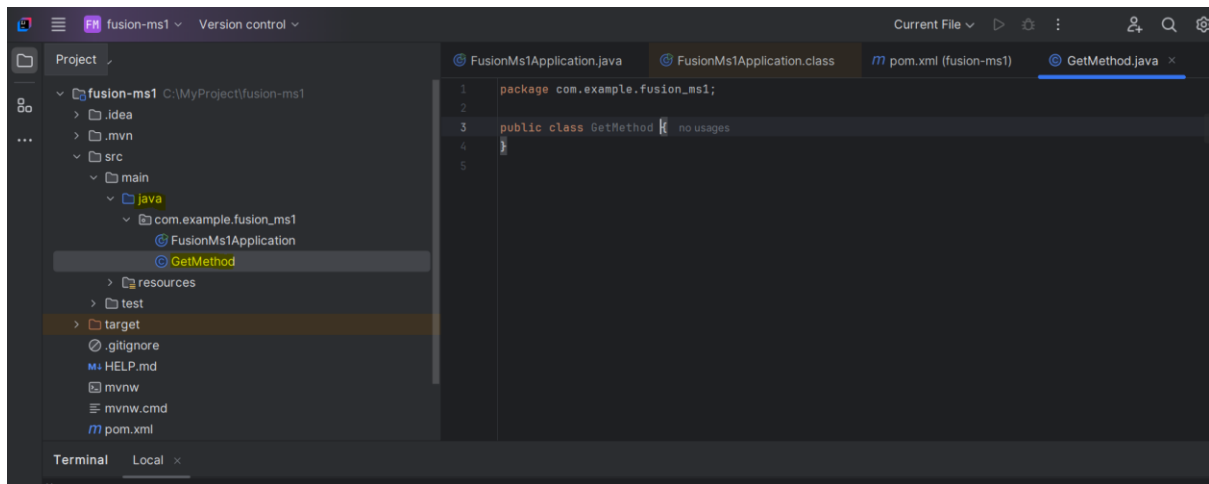 FM fusion-ms1 Version control Current File
Project
FusionMs1Application.java FusionMs1Application.class m pom.xml (fusion-ms1) © GetMethod.java ×
fusion-ms1 C:\MyProject\fusion-ms1
.idea
.mvn
src
main
java
com.example.fusion_ms1
FusionMs1Application
© GetMethod
resources
test
target
.gitignore
M↓ HELP.md
mvnw
mvnw.cmd
m pom.xml
1 package com.example.fusion_ms1;
2
3 public class GetMethod { no usages
4 }
5
Terminal Local ×